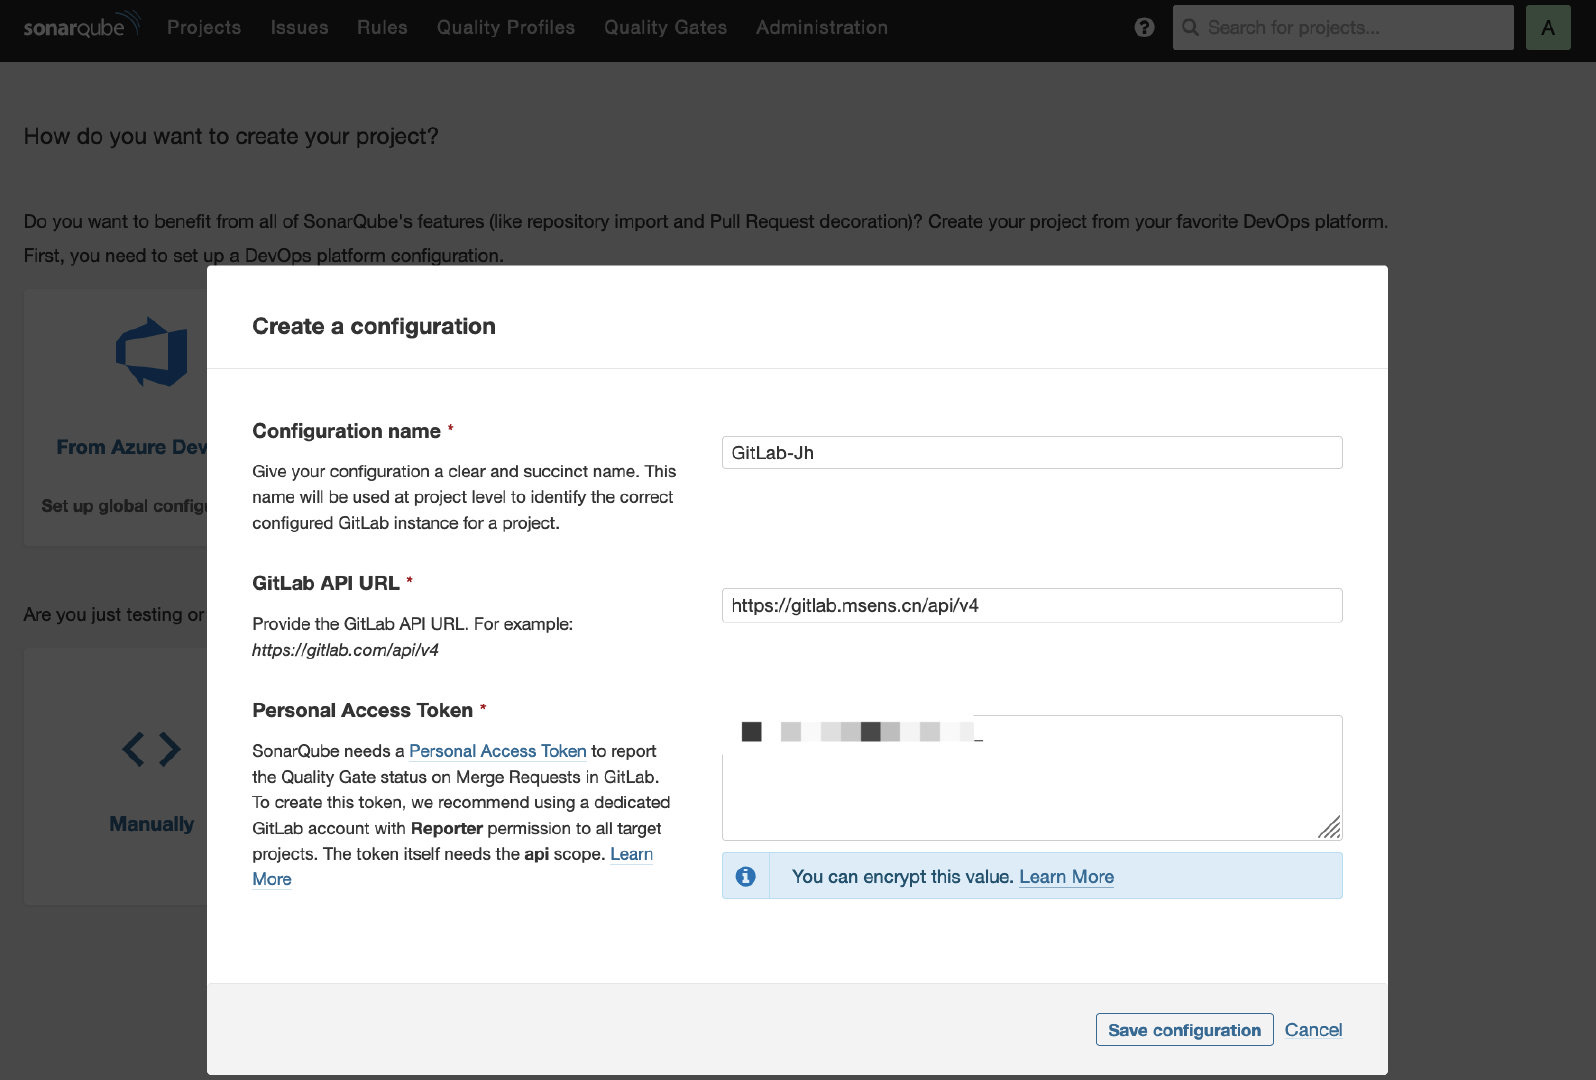 sonarqube Projects Issues Rules Quality Profiles Quality Gates Administration Search for projects... A
How do you want to create your project?
Do you want to benefit from all of SonarQube's features (like repository import and Pull Request decoration)? Create your project from your favorite DevOps platform.
First, you need to set up a DevOps platform configuration.
From Azure Dev
Set up global configu
Are you just testing or
Manually
Create a configuration
Configuration name *
Give your configuration a clear and succinct name. This
name will be used at project level to identify the correct
configured GitLab instance for a project.
GitLab-Jh
GitLab API URL *
Provide the GitLab API URL. For example:
https://gitlab.com/api/v4
https://gitlab.msens.cn/api/v4
Personal Access Token *
SonarQube needs a Personal Access Token to report
the Quality Gate status on Merge Requests in GitLab.
To create this token, we recommend using a dedicated
GitLab account with Reporter permission to all target
projects. The token itself needs the api scope. Learn
More
You can encrypt this value. Learn More
Save configuration Cancel